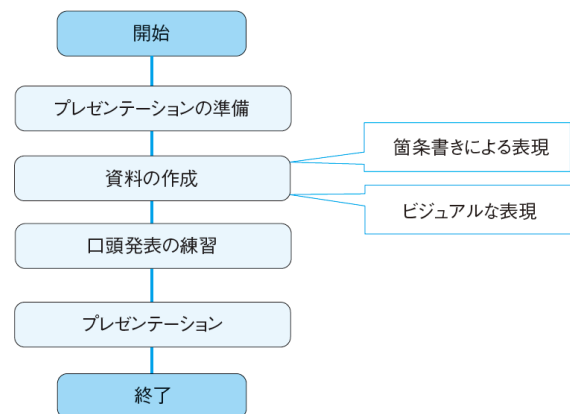 開始
プレゼンテーションの準備
箇条書きによる表現
資料の作成
ビジュアルな表現
口頭発表の練習
プレゼンテーション
終了